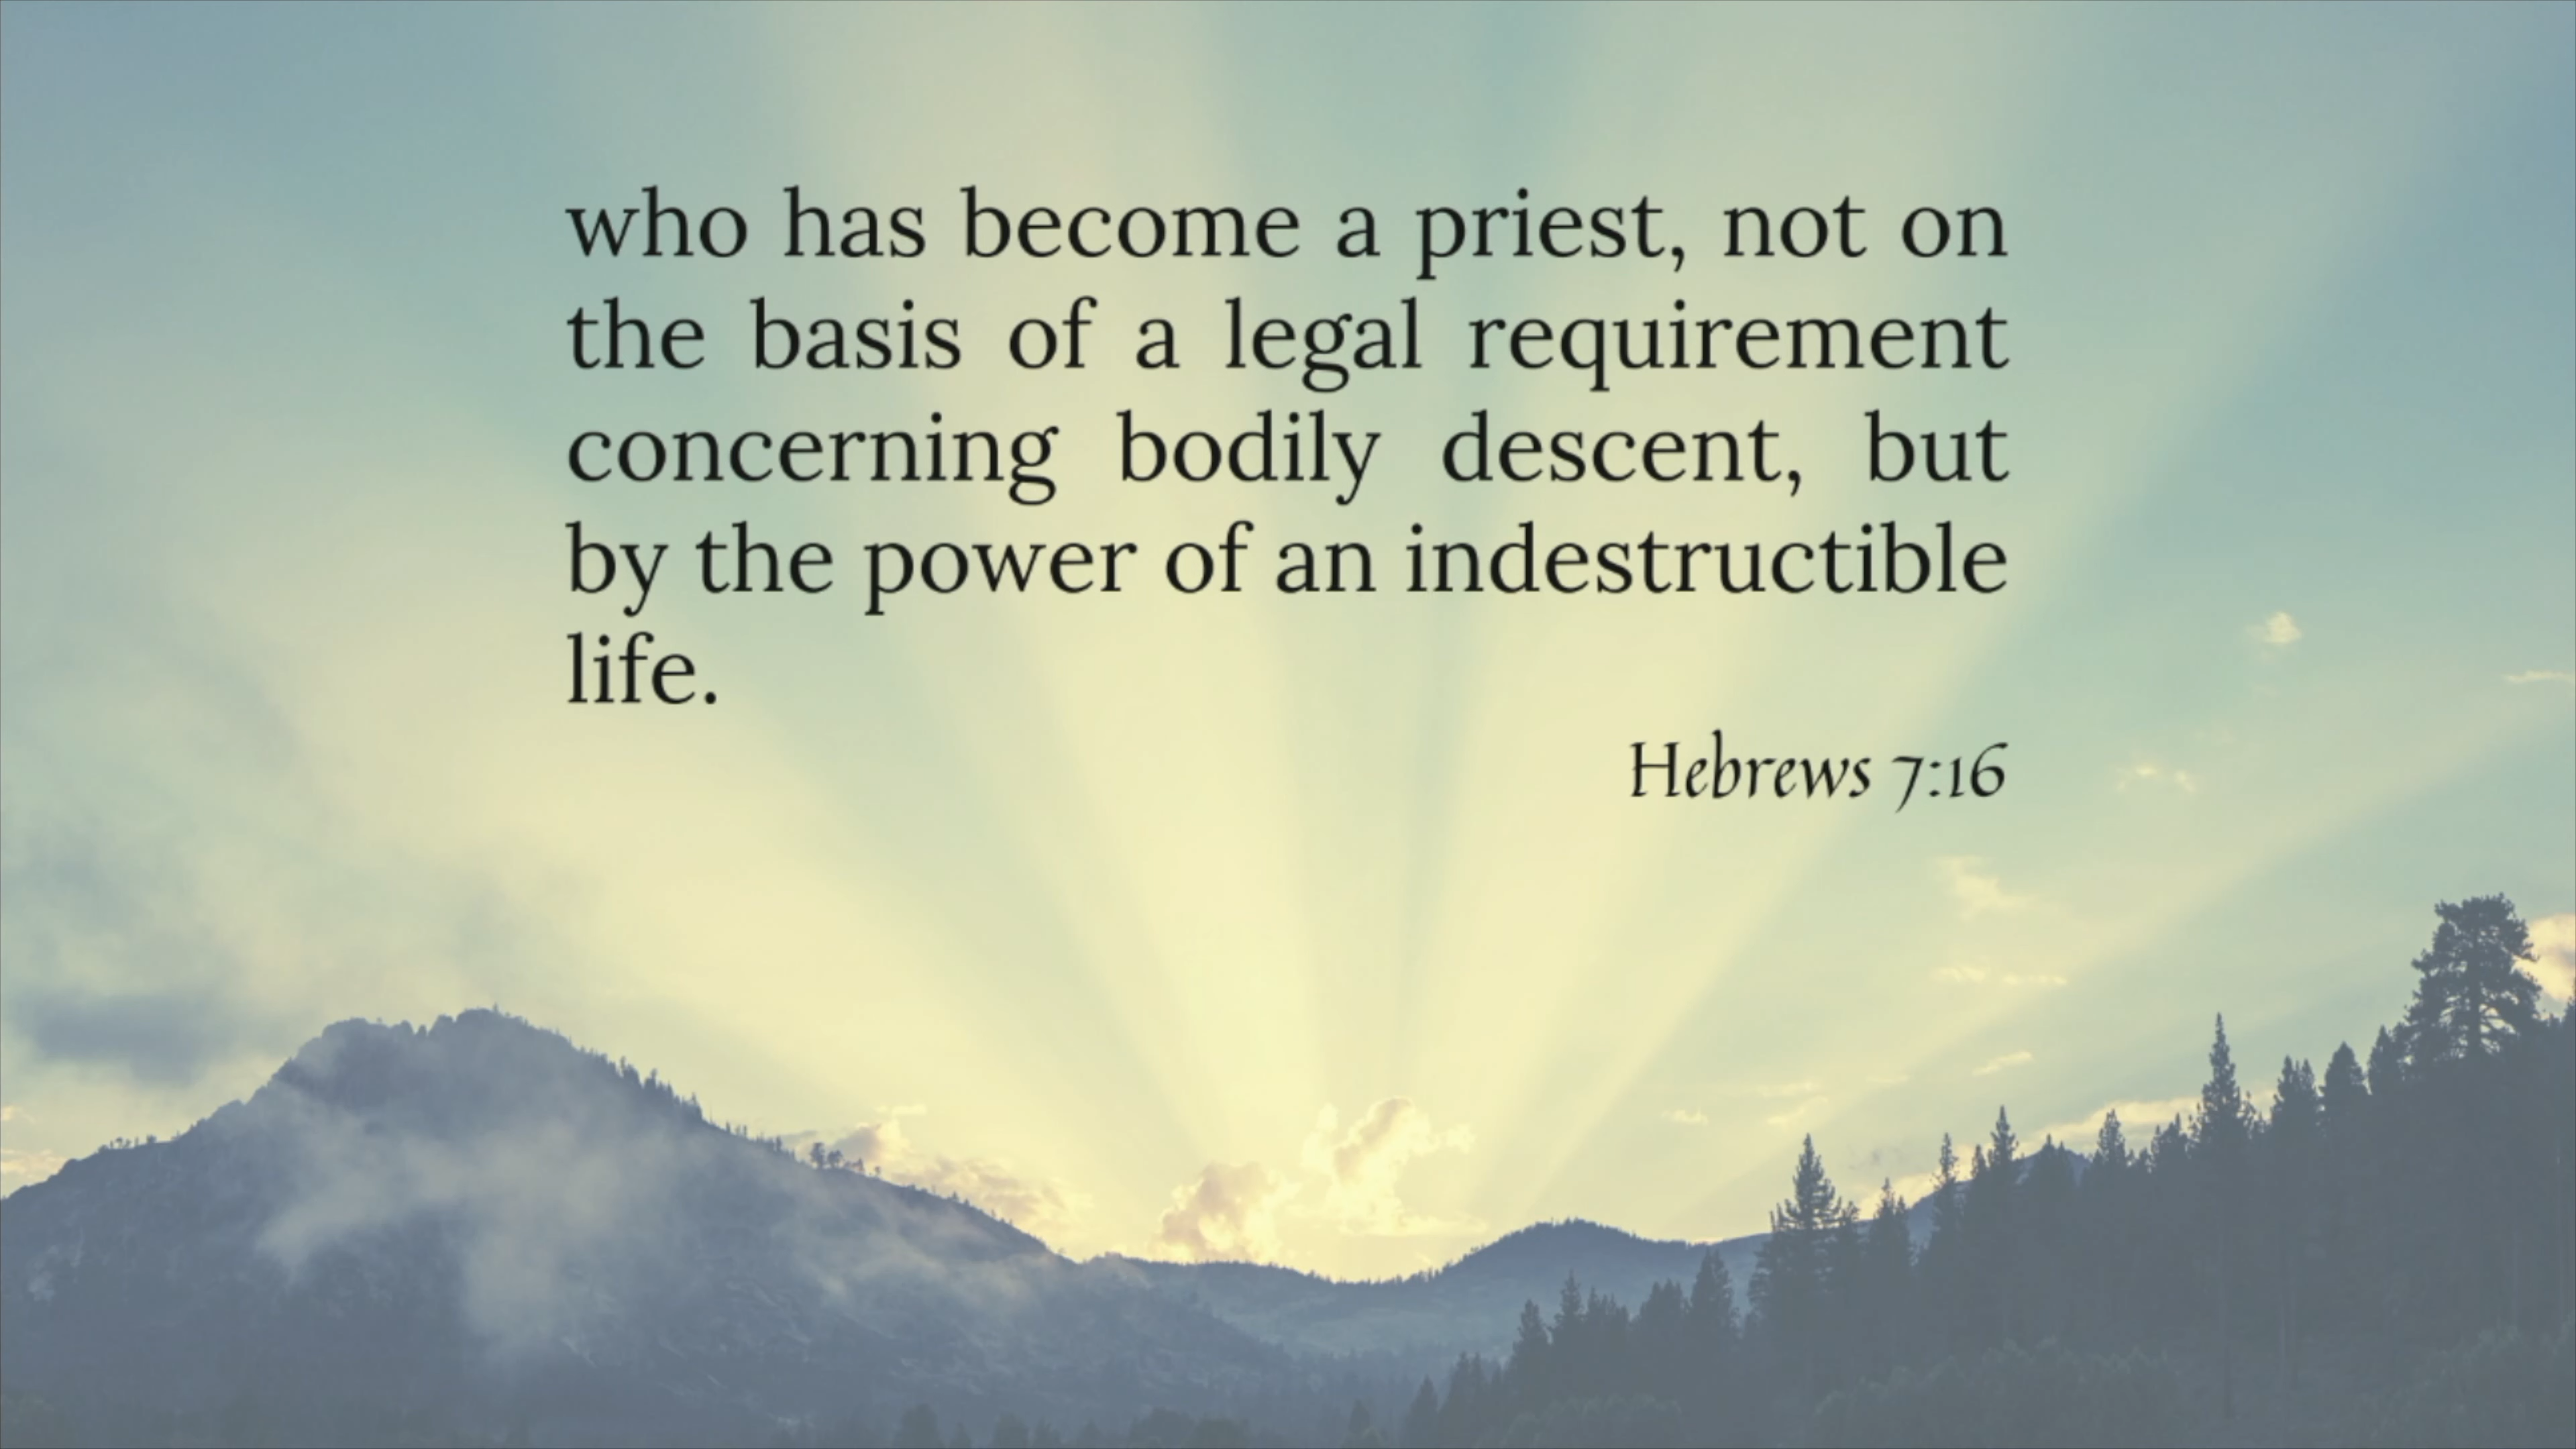 who has become a priest, not on
the basis of a legal requirement
concerning bodily descent, but
by the power of an indestructible
life.
Hebrews 7:16